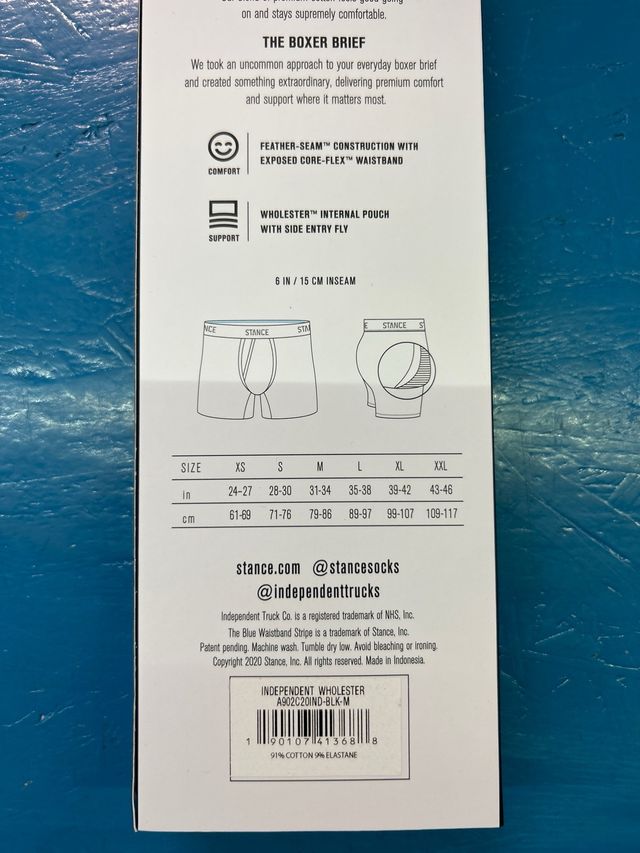 on and stays supremely comfortable.
THE BOXER BRIEF
We took an uncommon approach to your everyday boxer brief
and created something extraordinary, delivering premium comfort
and support where it matters most.
COMFORT
FEATHER-SEAM™ CONSTRUCTION WITH
EXPOSED CORE-FLEX™ WAISTBAND
SUPPORT
WHOLESTER™ INTERNAL POUCH
WITH SIDE ENTRY FLY
6 IN / 15 CM INSEAM
NCE STANCE STA
E STANCE S
SIZE XS S M L XL XXL
in 24-27 28-30 31-34 35-38 39-42 43-46
cm 61-69 71-76 79-86 89-97 99-107 109-117
stance.com @stancesocks
@independenttrucks
Independent Truck Co. is a registered trademark of NHS, Inc.
The Blue Waistband Stripe is a trademark of Stance, Inc.
Patent pending. Machine wash. Tumble dry low. Avoid bleaching or ironing.
Copyright 2020 Stance, Inc. All rights reserved. Made in Indonesia.
INDEPENDENT WHOLESTER
A902C20IND-BLK-M
1 90107 41368 8
91% COTTON 9% ELASTANE